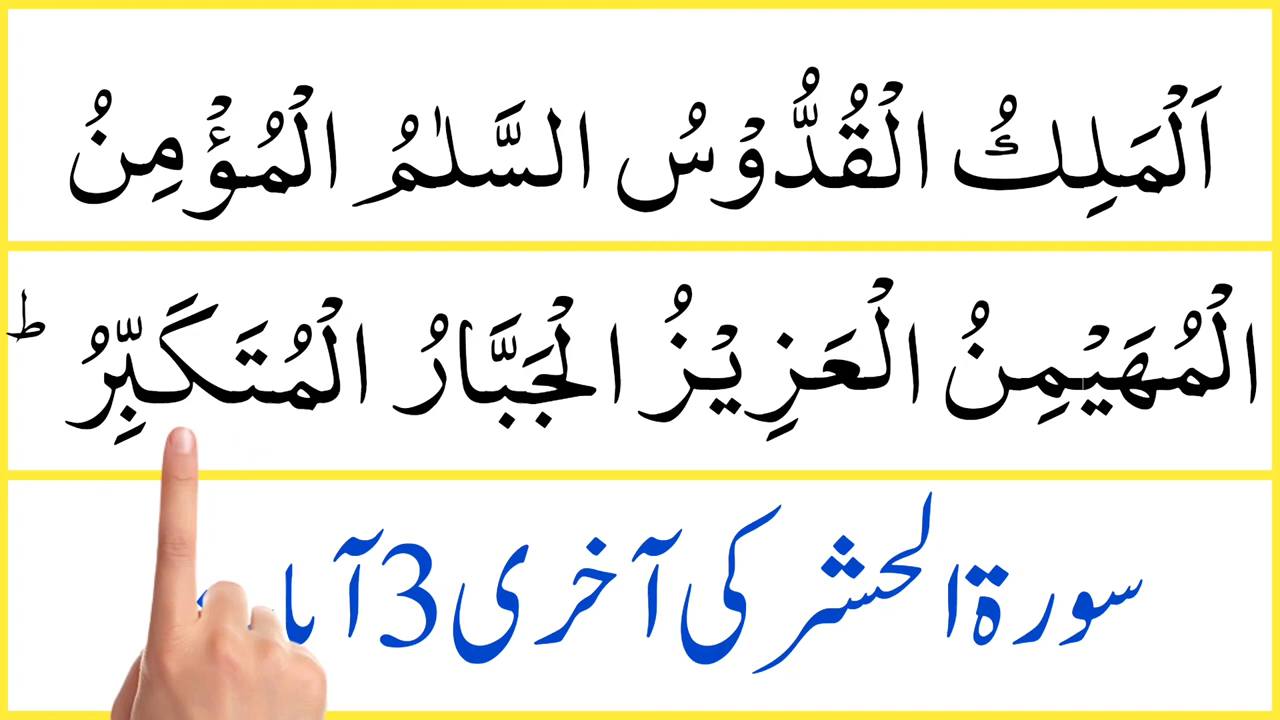 اَلْمَلِكُ الْقُدُّوْسُ السَّلٰمُ الْمُؤْمِنُ
الْمُهَيْمِنُ الْعَزِيْزُ الْجَبَّارُ الْمُتَكَبِّرُ ؕ
سورۃ الحشر کی آخری 3